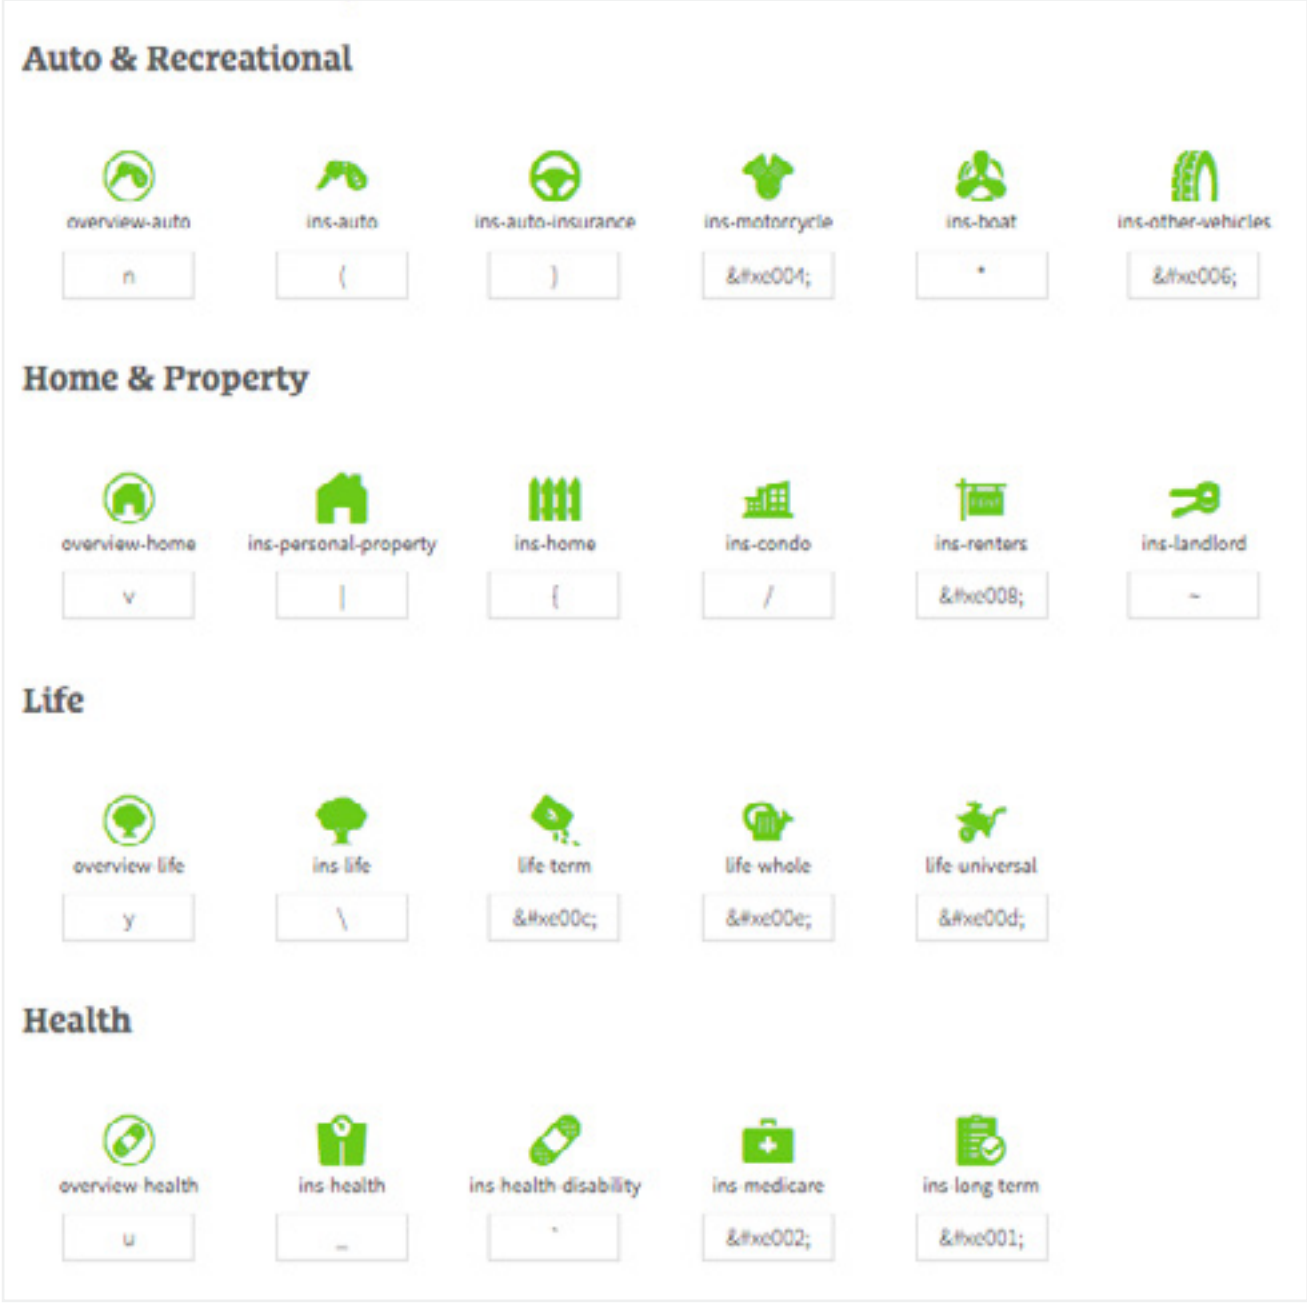 Auto & Recreational
overview-auto ins-auto ins-auto-insurance ins-motorcycle ins-boat ins-other-vehicles
n ( ) &#xe004; * &#xe006;
Home & Property
RENT
overview-home ins-personal-property ins-home ins-condo ins-renters ins-landlord
v | { / &#xe008; ~
Life
overview-life ins-life life-term life-whole life-universal
y \ &#xe00c; &#xe00e; &#xe00d;
Health
overview-health ins-health ins-health-disability ins-medicare ins-long-term
u _ ` &#xe002; &#xe001;